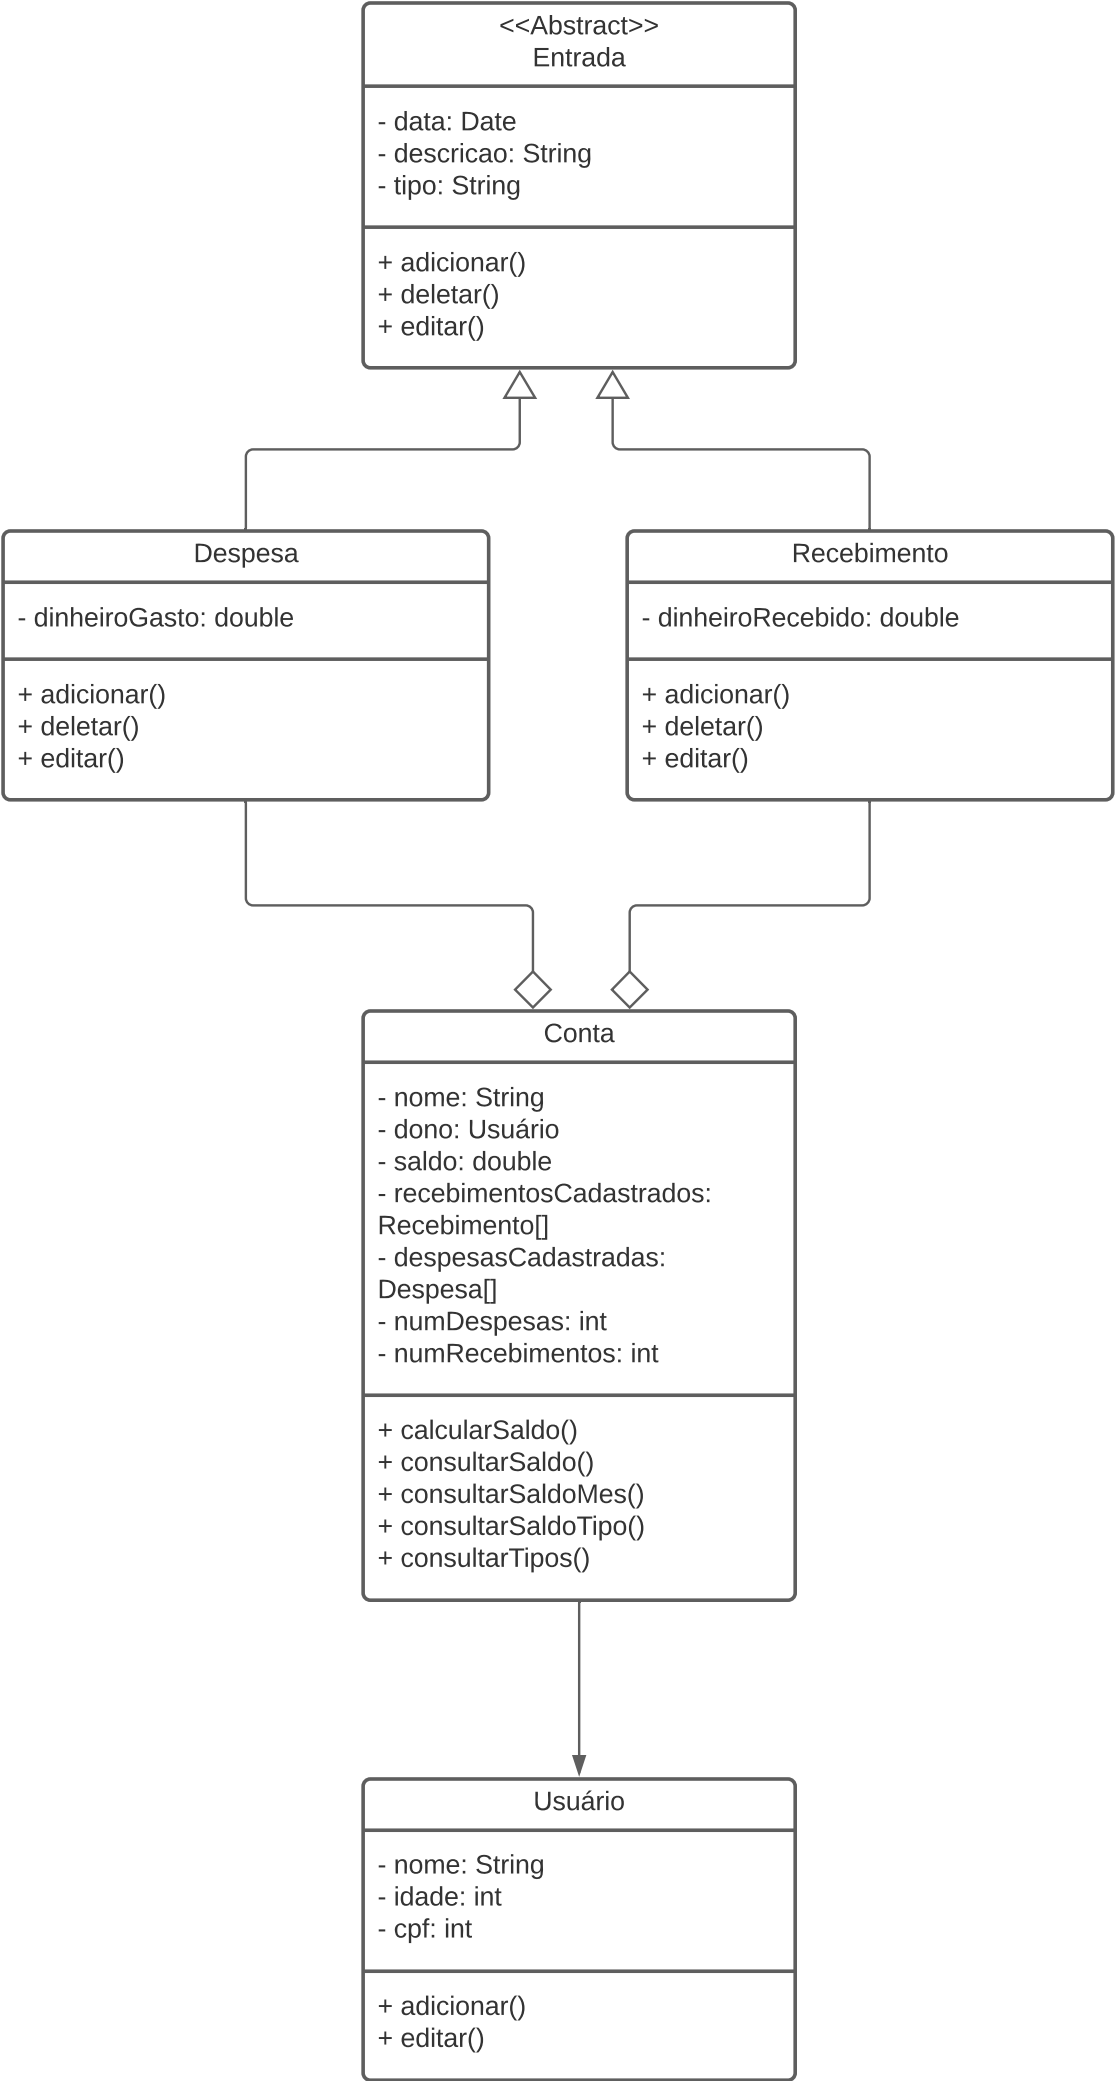 <<Abstract>>
Entrada
- data: Date
- descricao: String
- tipo: String
+ adicionar()
+ deletar()
+ editar()
Despesa
- dinheiroGasto: double
+ adicionar()
+ deletar()
+ editar()
Recebimento
- dinheiroRecebido: double
+ adicionar()
+ deletar()
+ editar()
Conta
- nome: String
- dono: Usuário
- saldo: double
- recebimentosCadastrados:
Recebimento[]
- despesasCadastradas:
Despesa[]
- numDespesas: int
- numRecebimentos: int
+ calcularSaldo()
+ consultarSaldo()
+ consultarSaldoMes()
+ consultarSaldoTipo()
+ consultarTipos()
Usuário
- nome: String
- idade: int
- cpf: int
+ adicionar()
+ editar()